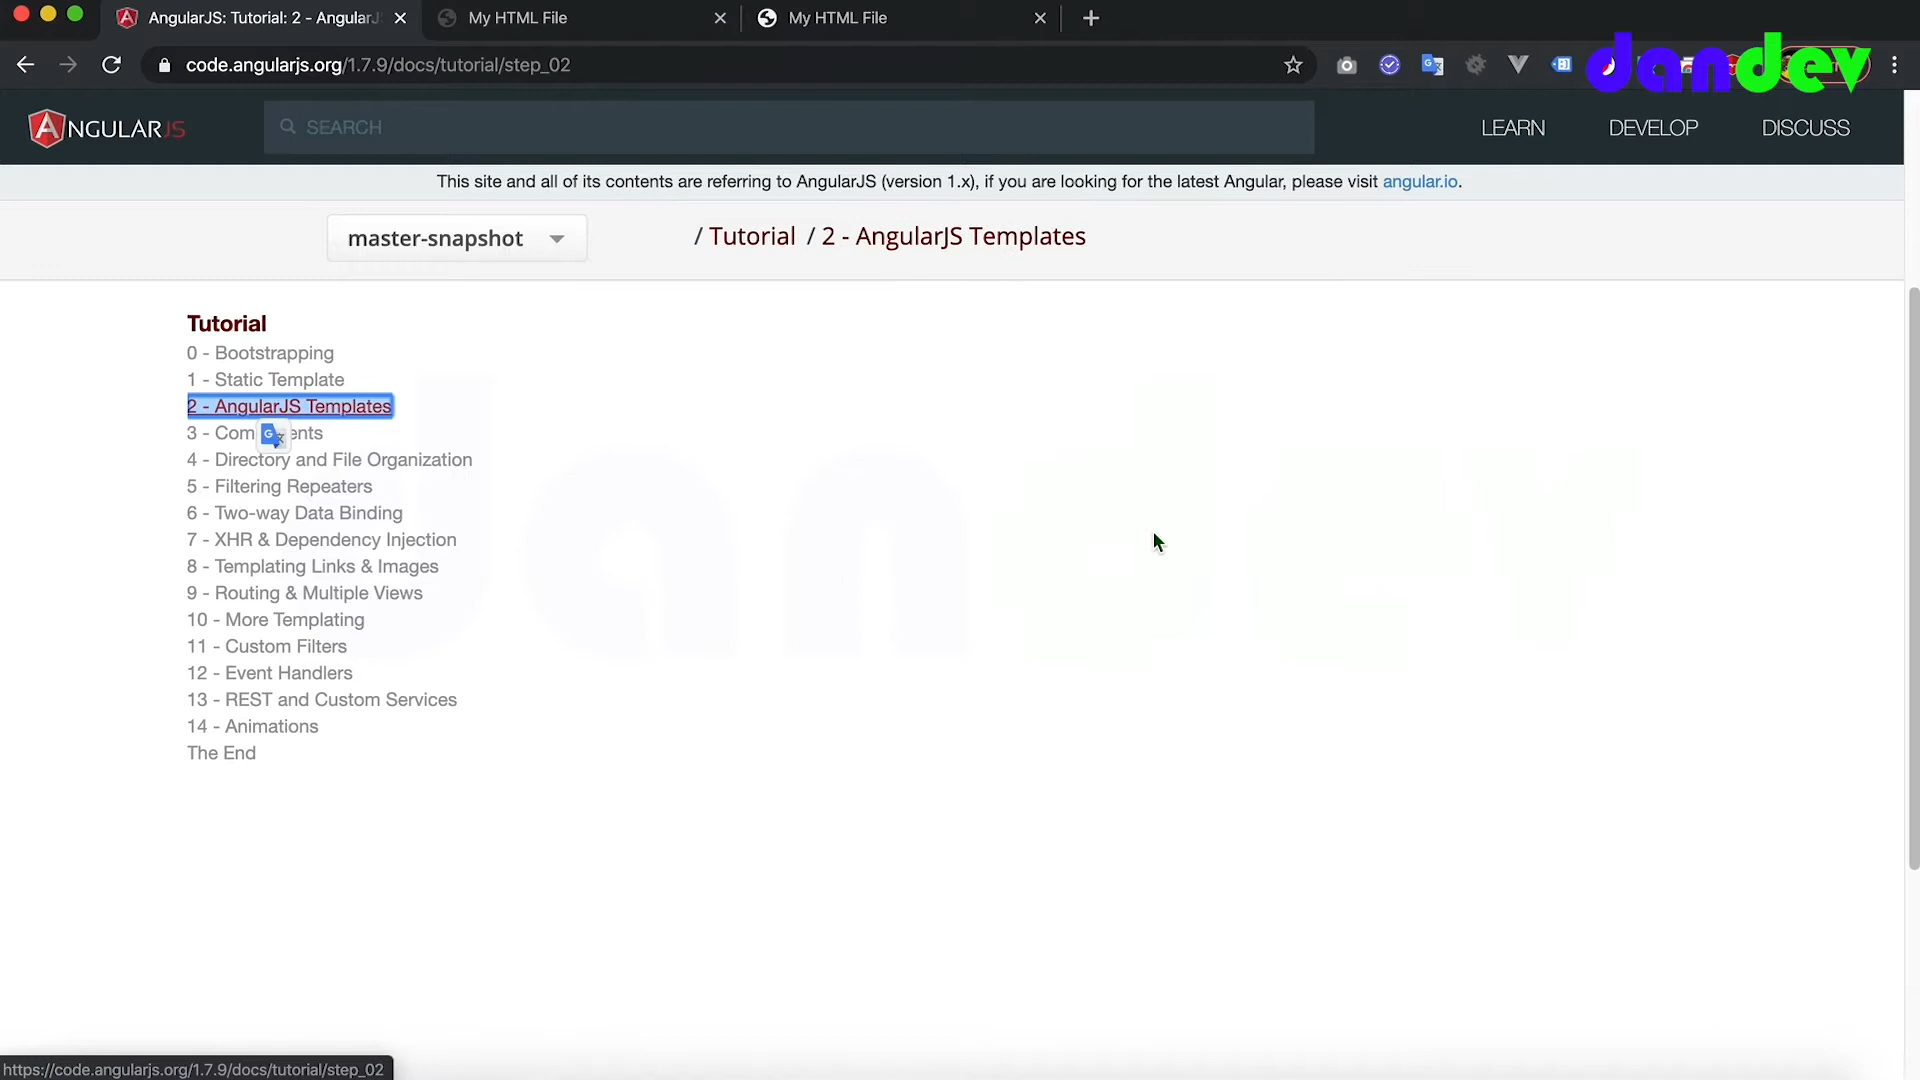 AngularJS: Tutorial: 2 - AngularJS
My HTML File
My HTML File
code.angularjs.org/1.7.9/docs/tutorial/step_02
dandev
ANGULARJS
SEARCH
LEARN
DEVELOP
DISCUSS
This site and all of its contents are referring to AngularJS (version 1.x), if you are looking for the latest Angular, please visit angular.io.
master-snapshot
/ Tutorial / 2 - AngularJS Templates
Tutorial
0 - Bootstrapping
1 - Static Template
2 - AngularJS Templates
3 -
4 - Directory and File Organization
5 - Filtering Repeaters
6 - Two-way Data Binding
7 - XHR & Dependency Injection
8 - Templating Links & Images
9 - Routing & Multiple Views
10 - More Templating
11 - Custom Filters
12 - Event Handlers
13 - REST and Custom Services
14 - Animations
The End
dandev
https://code.angularjs.org/1.7.9/docs/tutorial/step_02